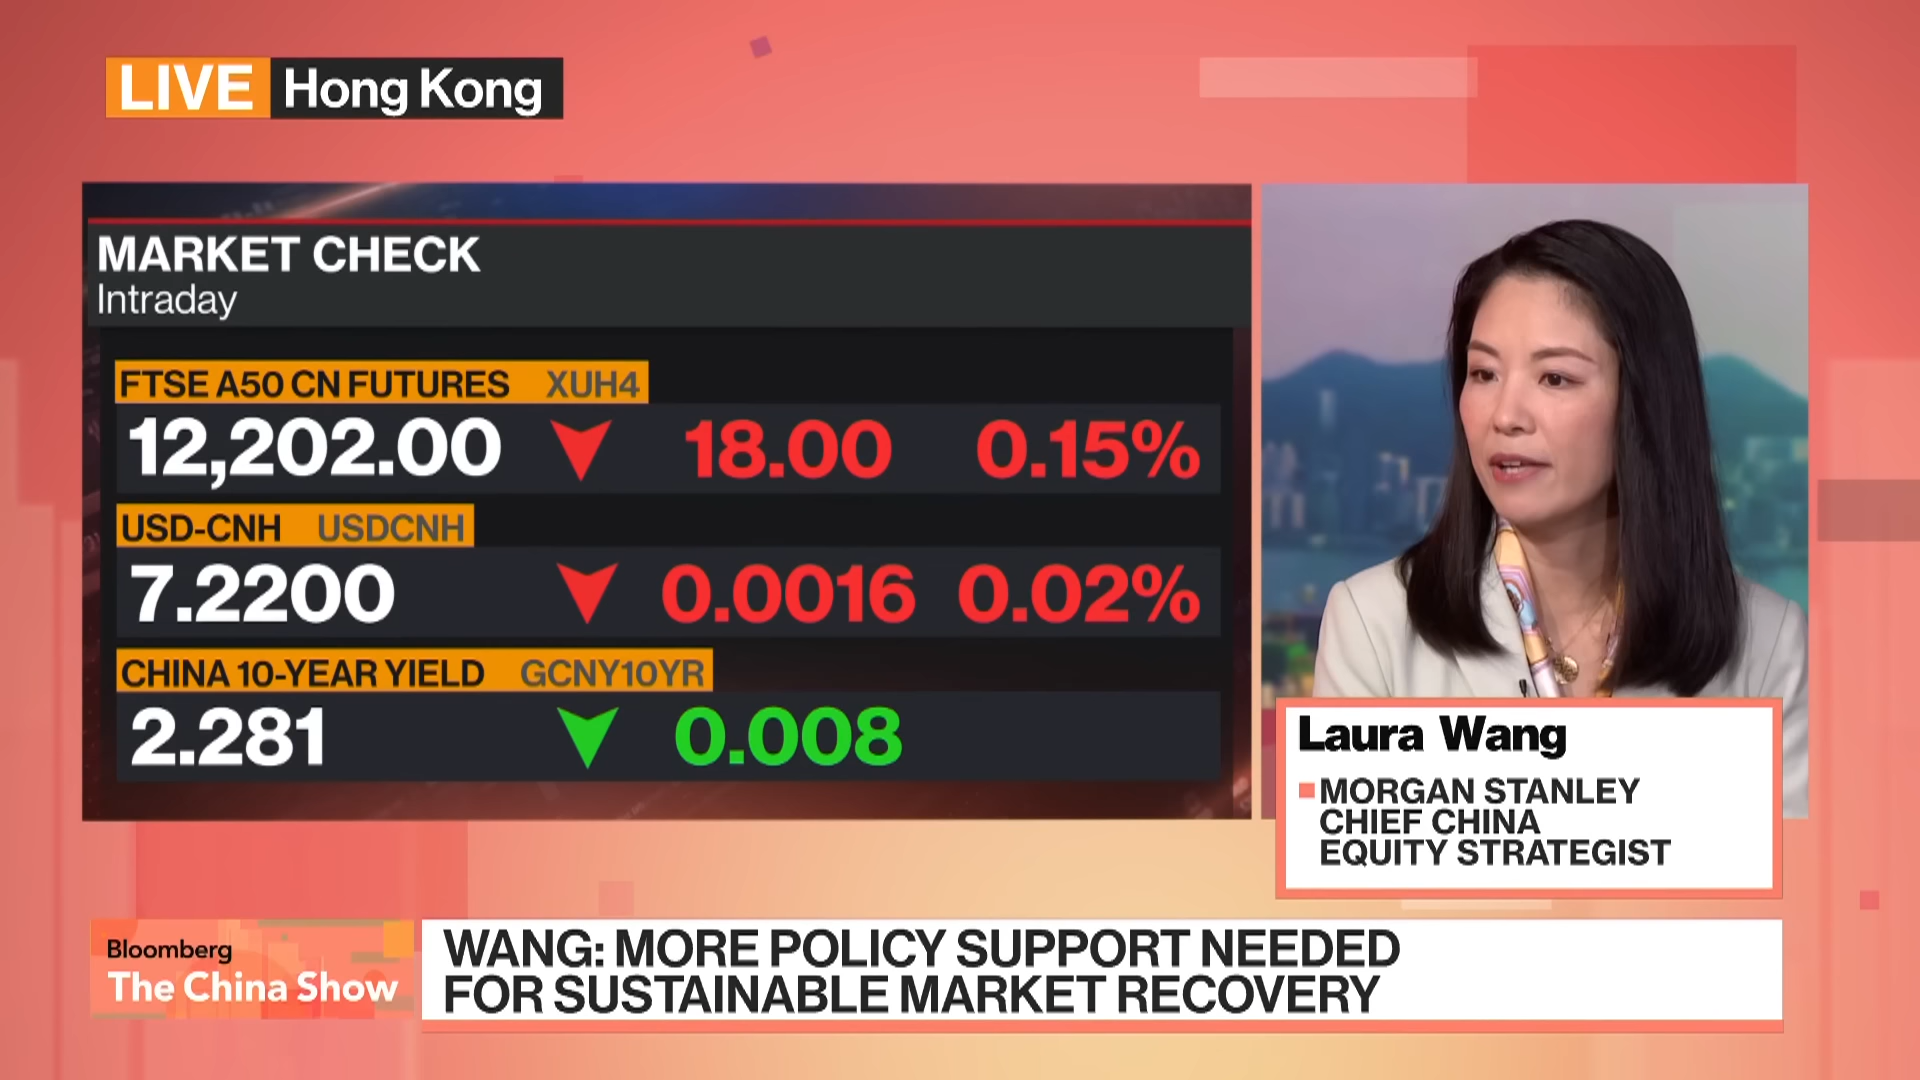 LIVE Hong Kong
MARKET CHECK
Intraday
FTSE A50 CN FUTURES XUH4
12,202.00 ▼ 18.00 0.15%
USD-CNH USDCNH
7.2200 ▼ 0.0016 0.02%
CHINA 10-YEAR YIELD GCNY10YR
2.281 ▼ 0.008
Laura Wang
MORGAN STANLEY
CHIEF CHINA
EQUITY STRATEGIST
Bloomberg
The China Show
WANG: MORE POLICY SUPPORT NEEDED
FOR SUSTAINABLE MARKET RECOVERY